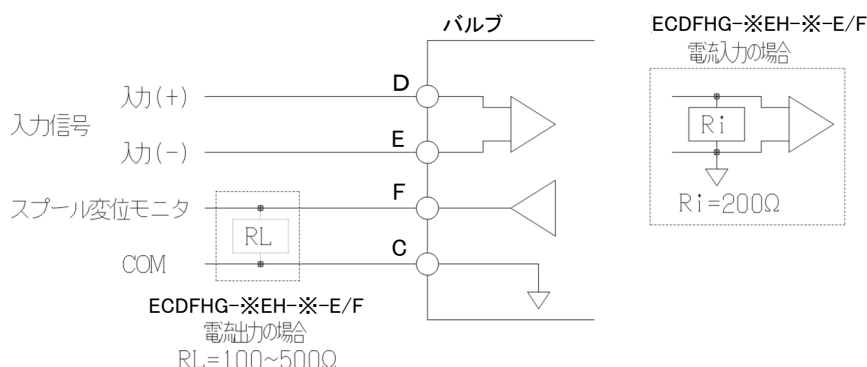 バルブ
ECDFHG-※EH-※-E/F
電流入力の場合
入力信号
入力(+)
D
入力(-)
E
Ri
Ri=200Ω
スプール変位モニタ
F
RL
COM
C
ECDFHG-※EH-※-E/F
電流出力の場合
RL=100~500Ω